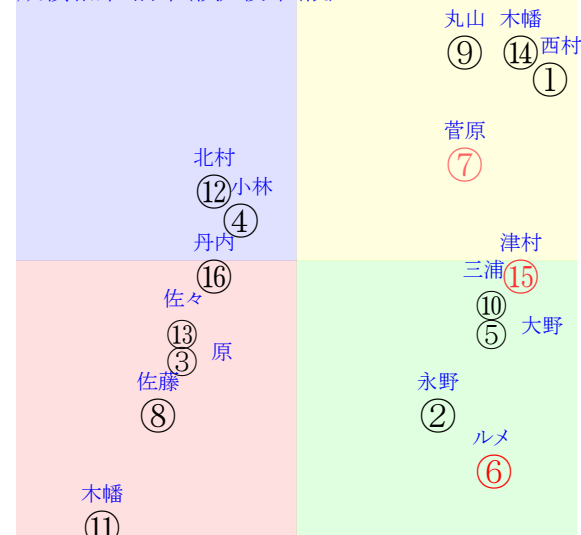 丸山 木幡
⑨ ⑭ 西村
①
菅原
⑦
北村
⑫ 小林
④
丹内 津村
⑯ 三浦 ⑮
佐々 ⑩
⑬ ⑤ 大野
③ 原
佐藤 永野
⑧ ②
ルメ
⑥
木幡
⑪